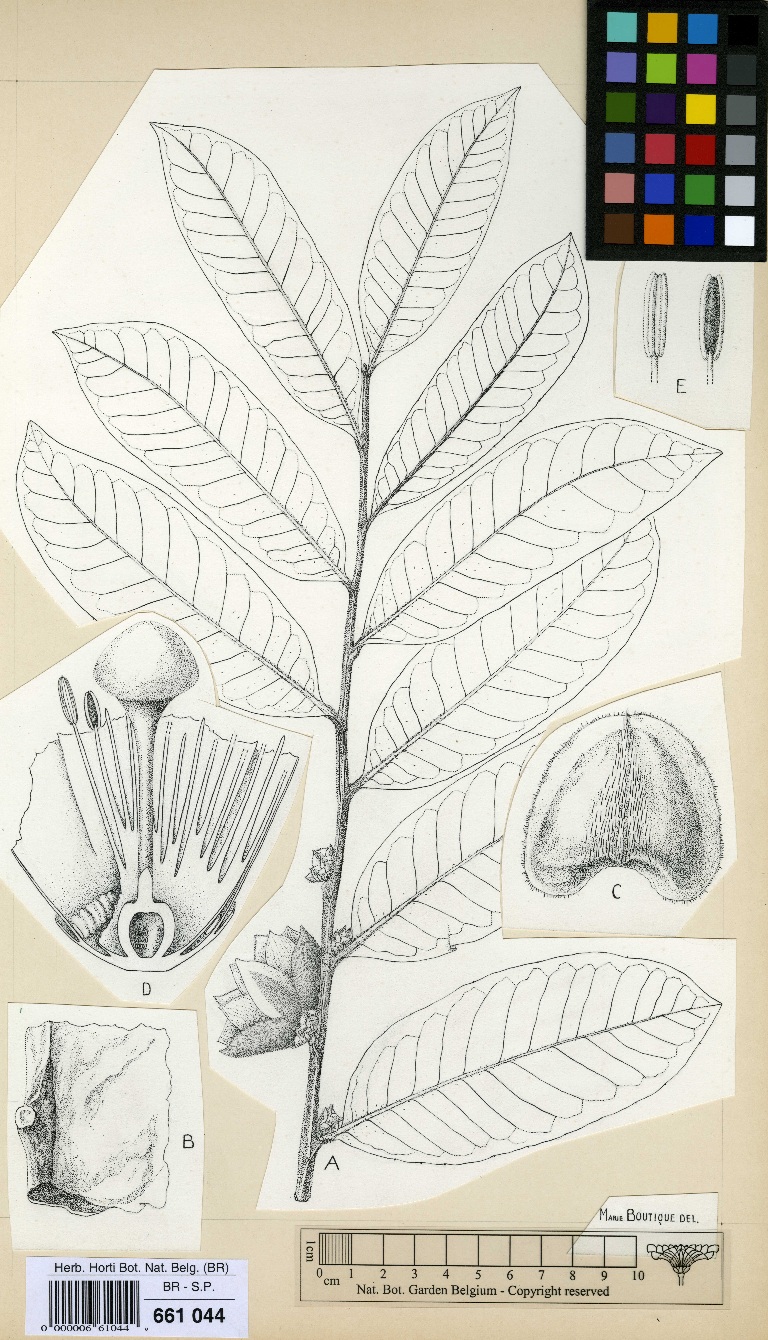 E
C
D
B
A
MARIE BOUTIQUE DEL.
1cm
0 1 2 3 4 5 6 7 8 9 10
cm
Nat. Bot. Garden Belgium - Copyright reserved
Herb. Horti Bot. Nat. Belg. (BR)
BR - S.P.
661 044
0 000006 61044